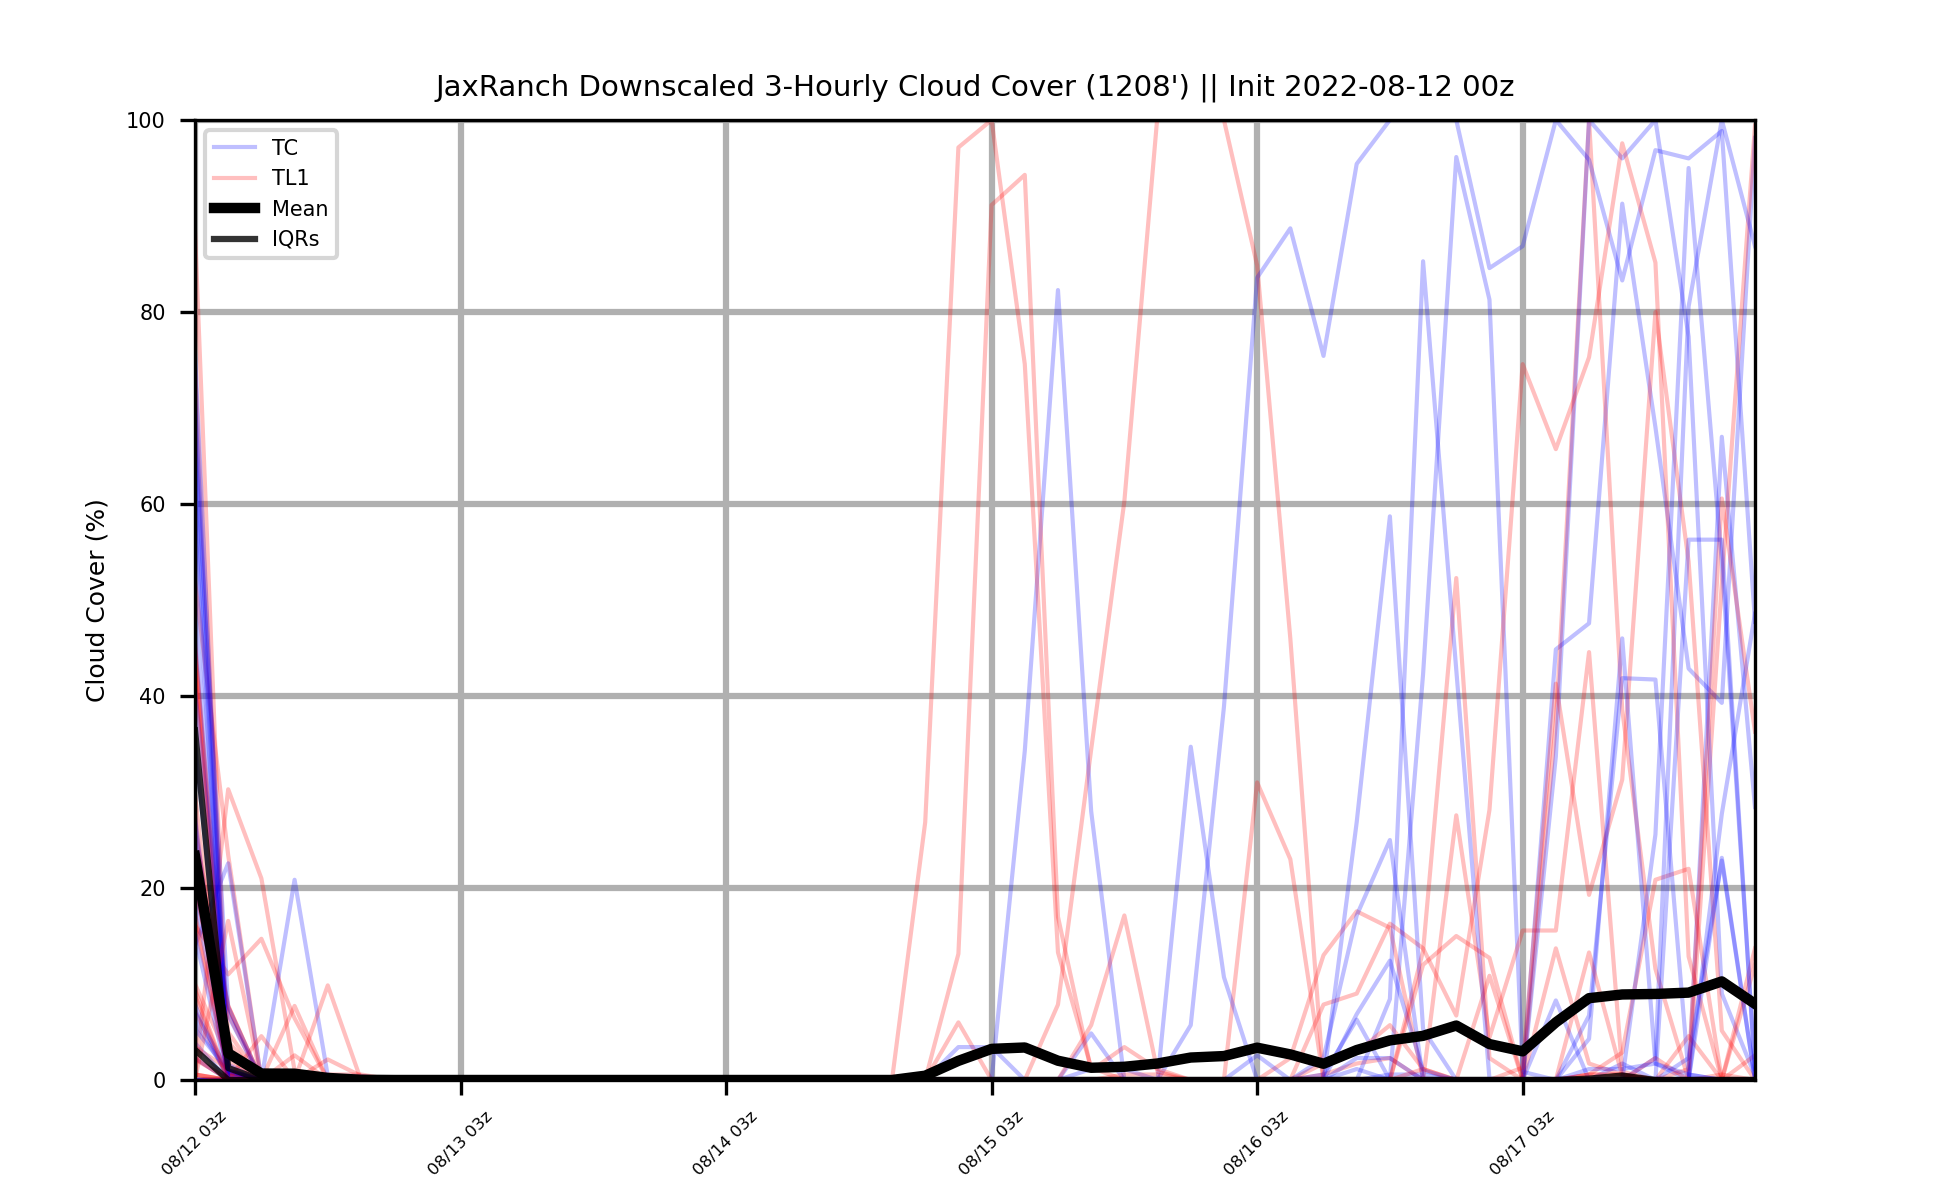 JaxRanch Downscaled 3-Hourly Cloud Cover (1208') || Init 2022-08-12 00z
TC
TL1
Mean
IQRs
Cloud Cover (%)
100
80
60
40
20
0
08/12 03z
08/13 03z
08/14 03z
08/15 03z
08/16 03z
08/17 03z